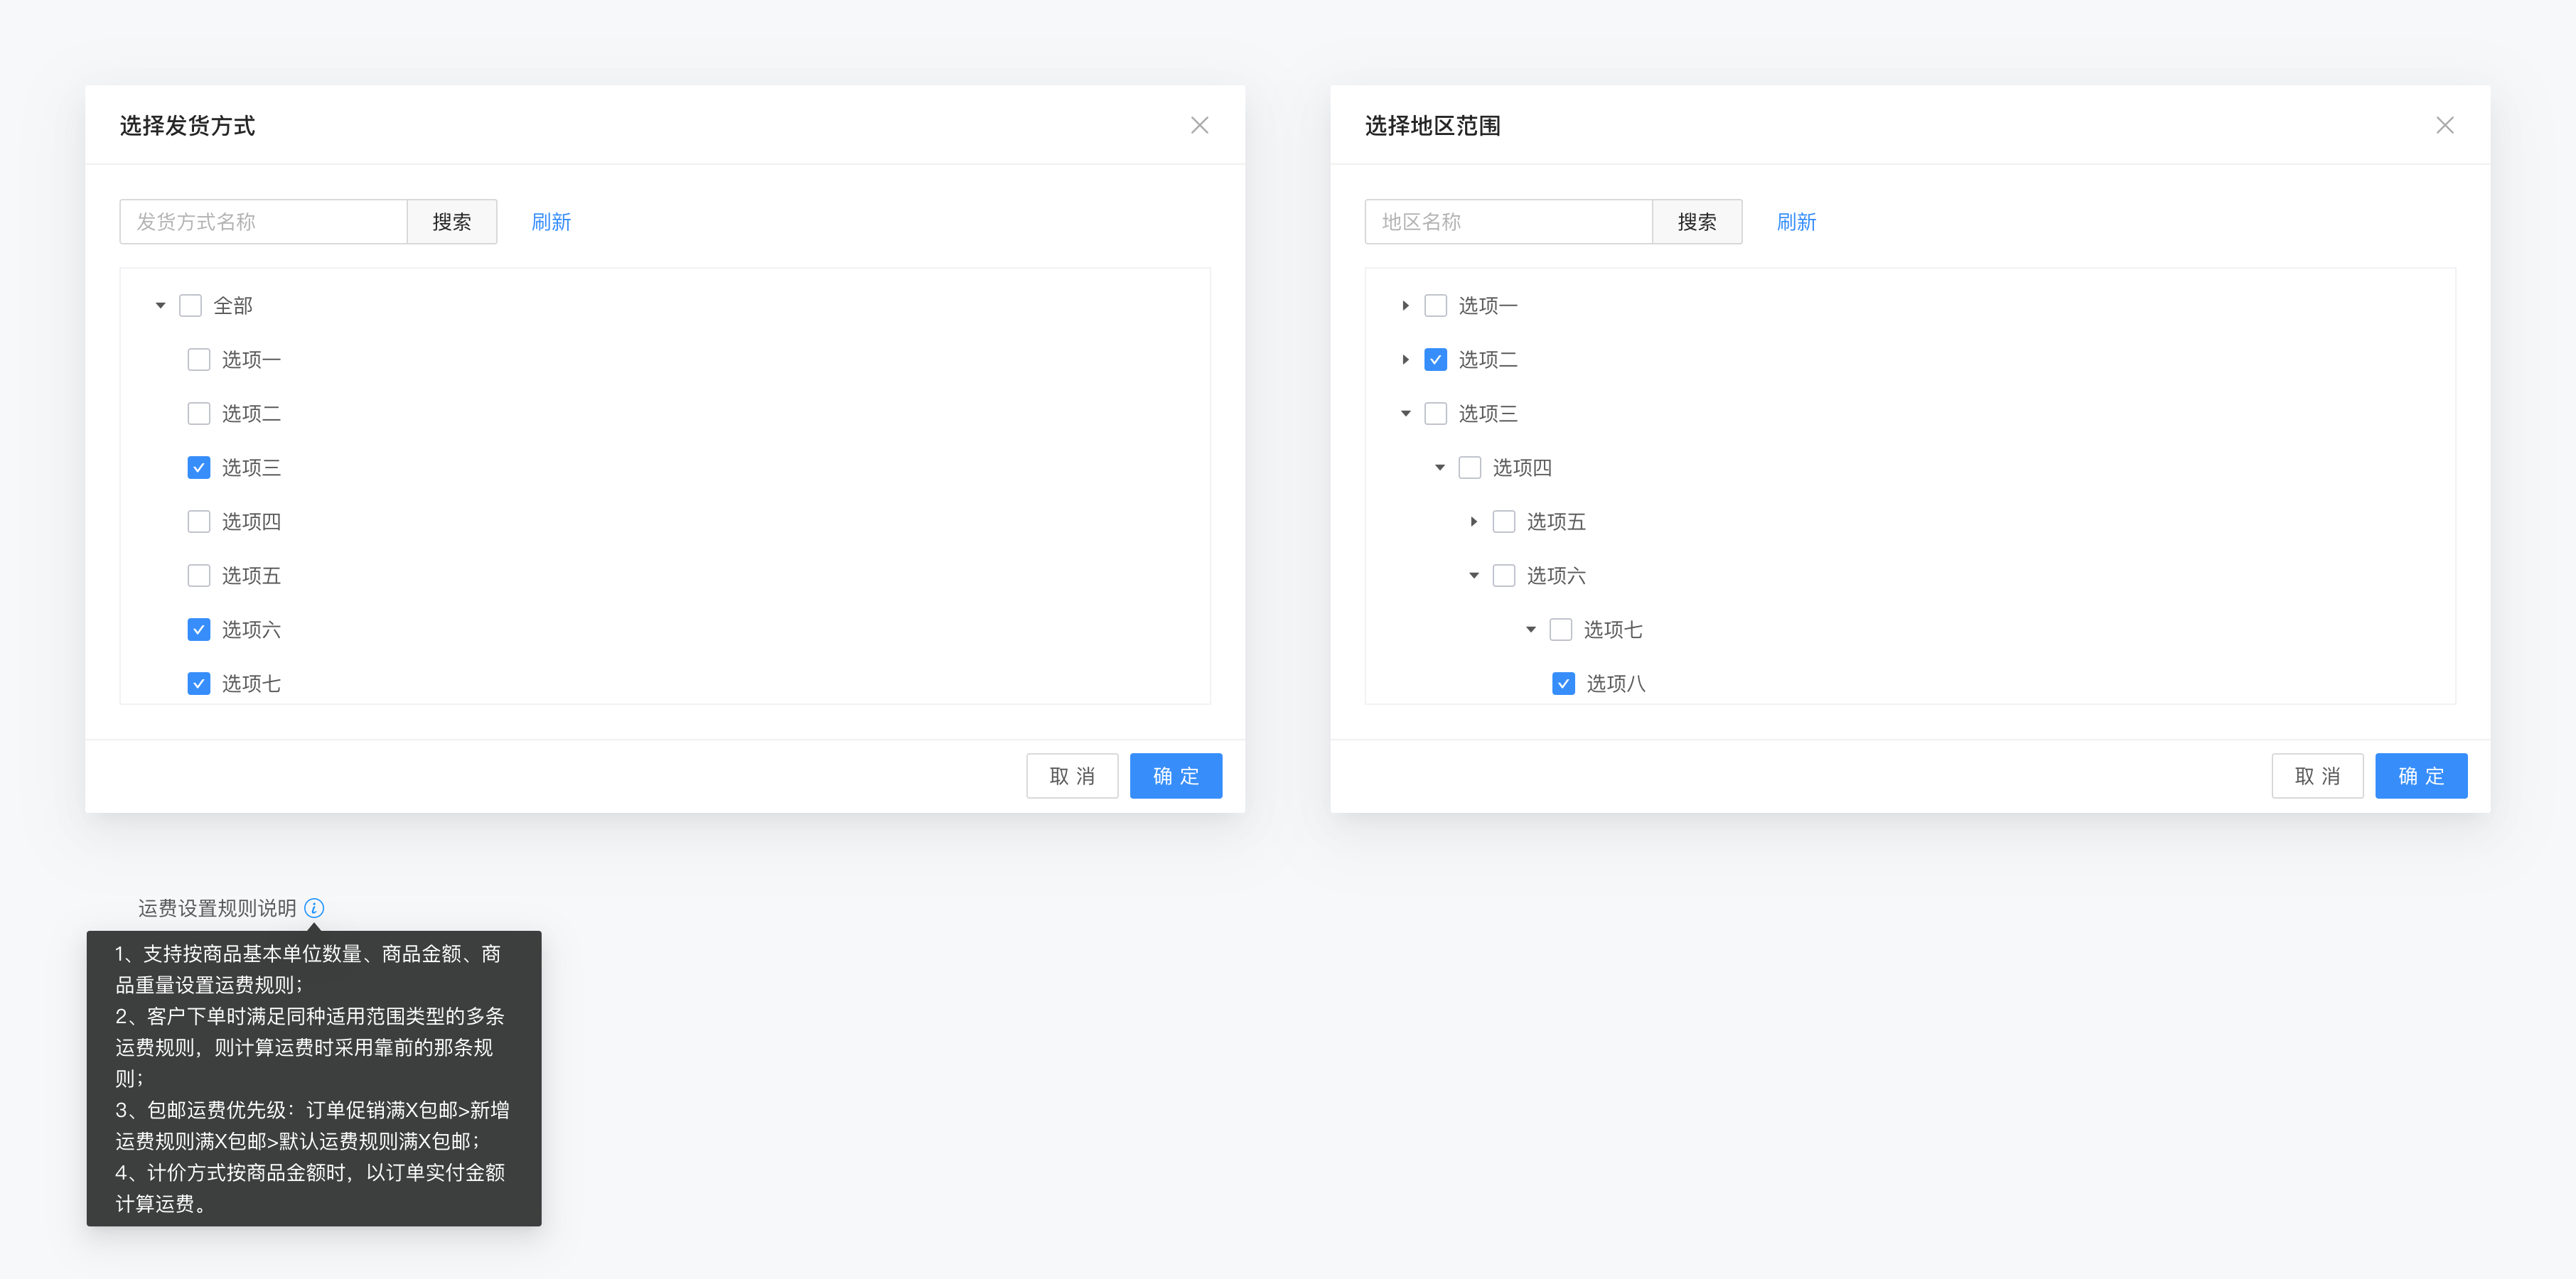 选择发货方式
发货方式名称
搜索
刷新
全部
选项一
选项二
选项三
选项四
选项五
选项六
选项七
取 消
确 定
选择地区范围
地区名称
搜索
刷新
选项一
选项二
选项三
选项四
选项五
选项六
选项七
选项八
取 消
确 定
运费设置规则说明
1、支持按商品基本单位数量、商品金额、商
品重量设置运费规则；
2、客户下单时满足同种适用范围类型的多条
运费规则，则计算运费时采用靠前的那条规
则；
3、包邮运费优先级：订单促销满X包邮>新增
运费规则满X包邮>默认运费规则满X包邮；
4、计价方式按商品金额时，以订单实付金额
计算运费。